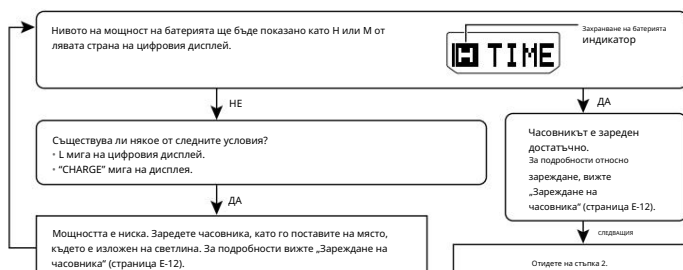 Нивото на мощност на батерията ще бъде показано като H или M от
лявата страна на цифровия дисплей.
Захранване на батерията
индикатор
H TIME
НЕ
ДА
Съществува ли някое от следните условия?
• L мига на цифровия дисплей.
• “CHARGE” мига на дисплея.
Часовникът е зареден
достатъчно.
За подробности относно
зареждане, вижте
„Зареждане на
часовника“ (страница E-12).
ДА
СЛЕДВАЩИЯ
Мощността е ниска. Заредете часовника, като го поставите на място,
където е изложен на светлина. За подробности вижте „Зареждане на
часовника“ (страница E-12).
Отидете на стъпка 2.